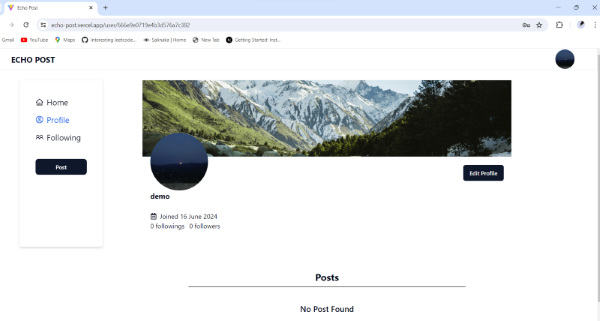 Echo Post
echo-post.vercel.app/user/666e9e0719e4b3d576a7c382
Gmail YouTube Maps Interesting leetcode... Saknako | Home New Tab Getting Started: Inst...
ECHO POST
Home
Profile
Following
Post
Edit Profile
demo
Joined 16 June 2024
0 followings 0 followers
Posts
No Post Found